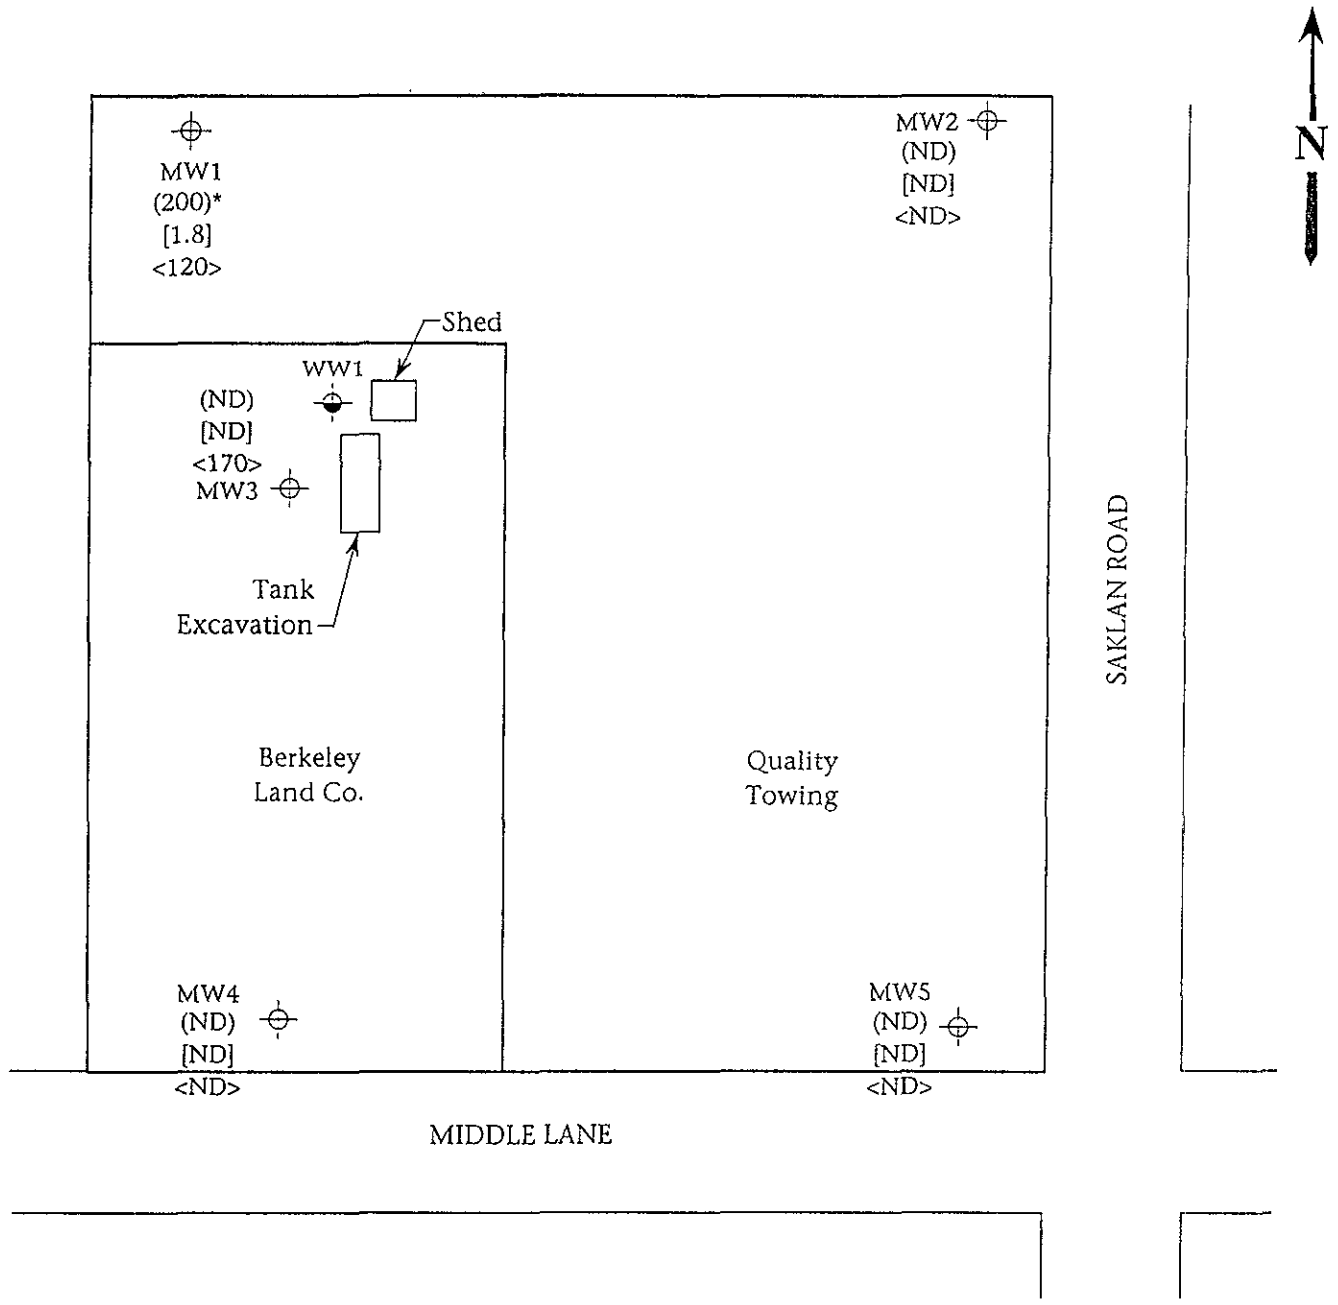 N
MW1
(200)*
[1.8]
<120>
MW2
(ND)
[ND]
<ND>
Shed
WW1
(ND)
[ND]
<170>
MW3
Tank
Excavation
SAKLAN ROAD
Berkeley
Land Co.
Quality
Towing
MW4
(ND)
[ND]
<ND>
MW5
(ND)
[ND]
<ND>
MIDDLE LANE